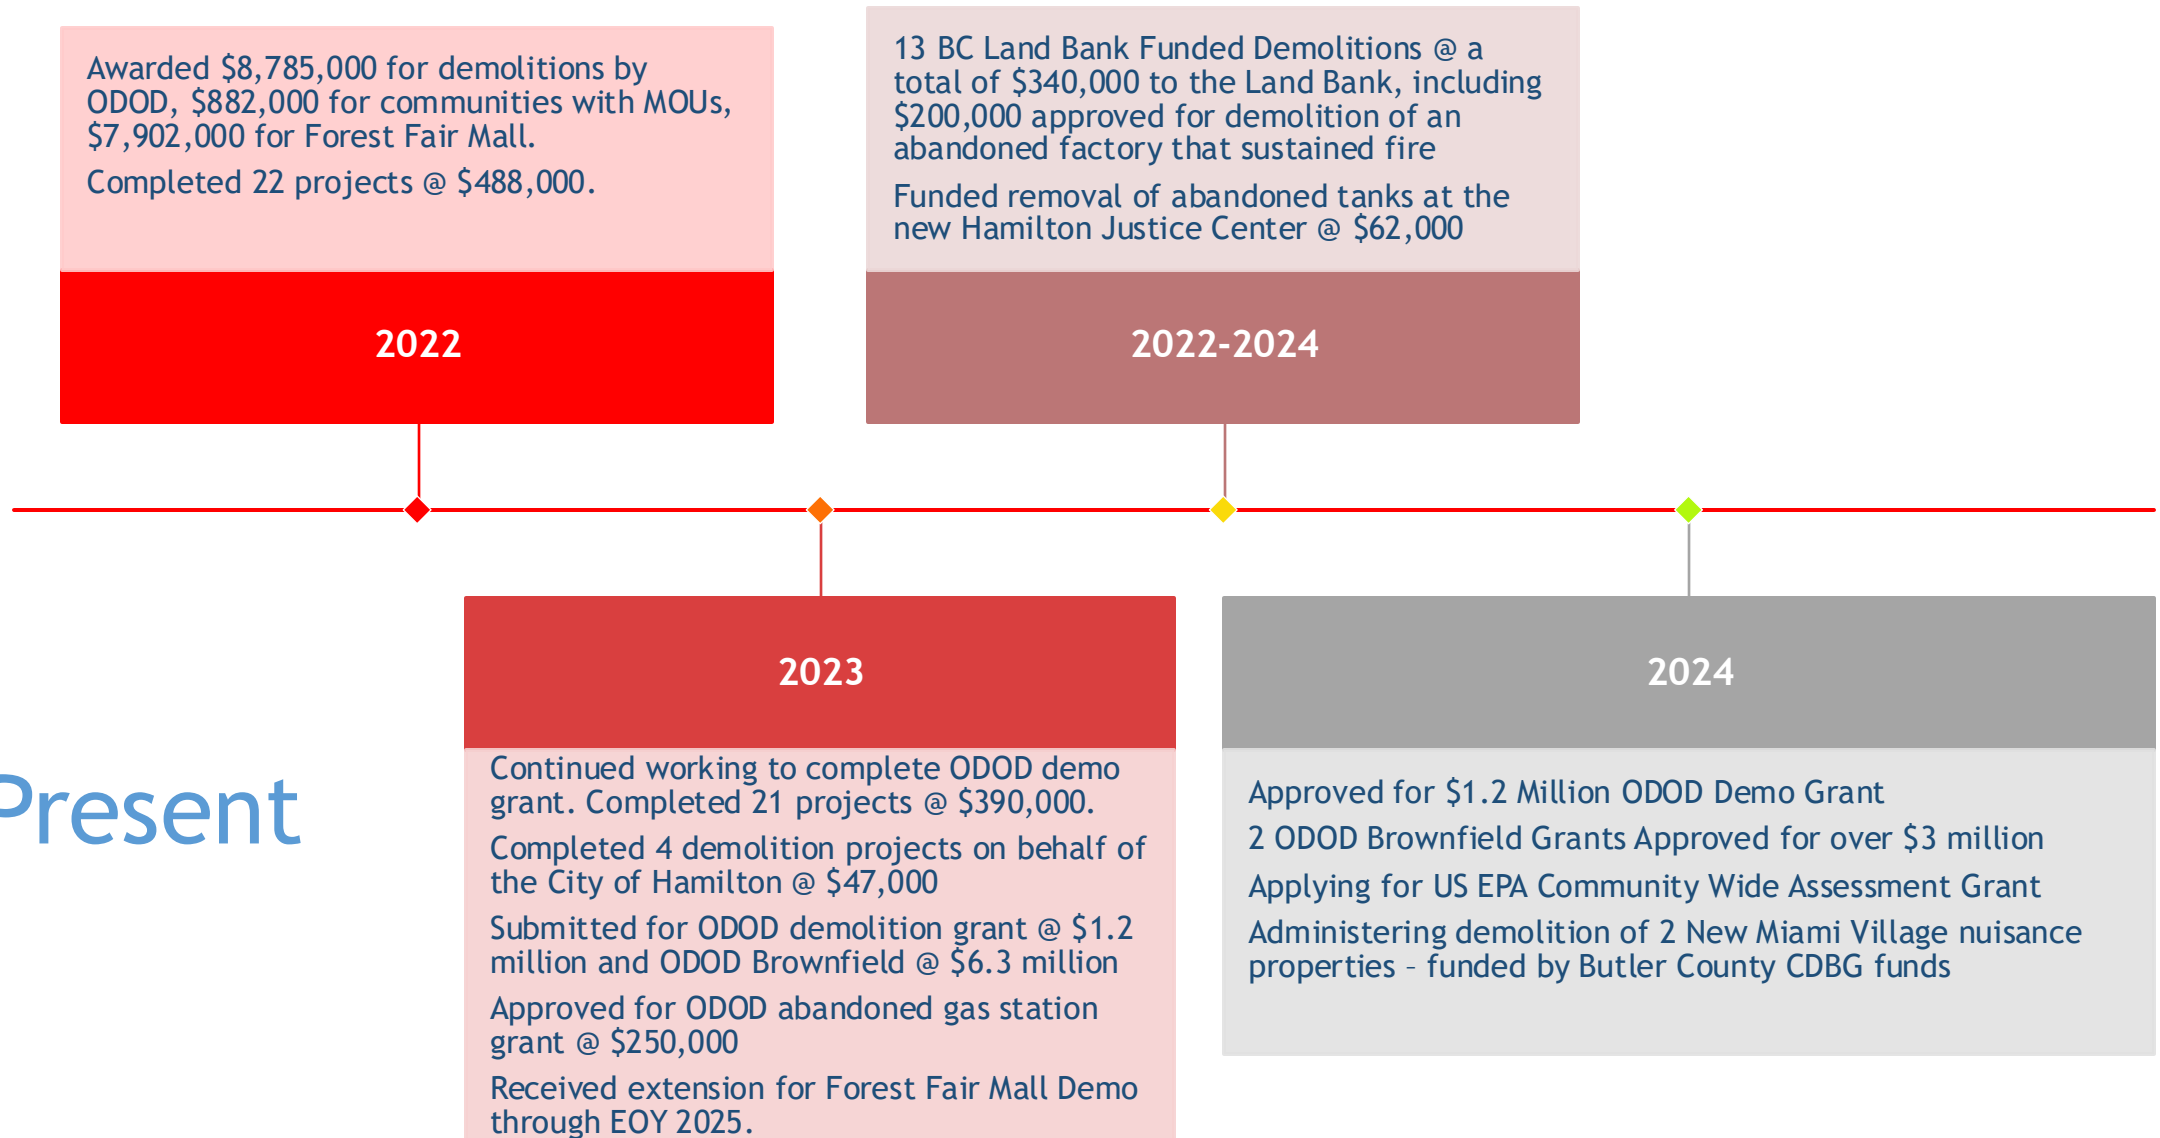 Awarded $8,785,000 for demolitions by
ODOD, $882,000 for communities with MOUs,
$7,902,000 for Forest Fair Mall.
Completed 22 projects @ $488,000.
2022
13 BC Land Bank Funded Demolitions @ a
total of $340,000 to the Land Bank, including
$200,000 approved for demolition of an
abandoned factory that sustained fire
Funded removal of abandoned tanks at the
new Hamilton Justice Center @ $62,000
2022-2024
2023
Continued working to complete ODOD demo
grant. Completed 21 projects @ $390,000.
Completed 4 demolition projects on behalf of
the City of Hamilton @ $47,000
Submitted for ODOD demolition grant @ $1.2
million and ODOD Brownfield @ $6.3 million
Approved for ODOD abandoned gas station
grant @ $250,000
Received extension for Forest Fair Mall Demo
through EOY 2025.
2024
Approved for $1.2 Million ODOD Demo Grant
2 ODOD Brownfield Grants Approved for over $3 million
Applying for US EPA Community Wide Assessment Grant
Administering demolition of 2 New Miami Village nuisance
properties – funded by Butler County CDBG funds
Present